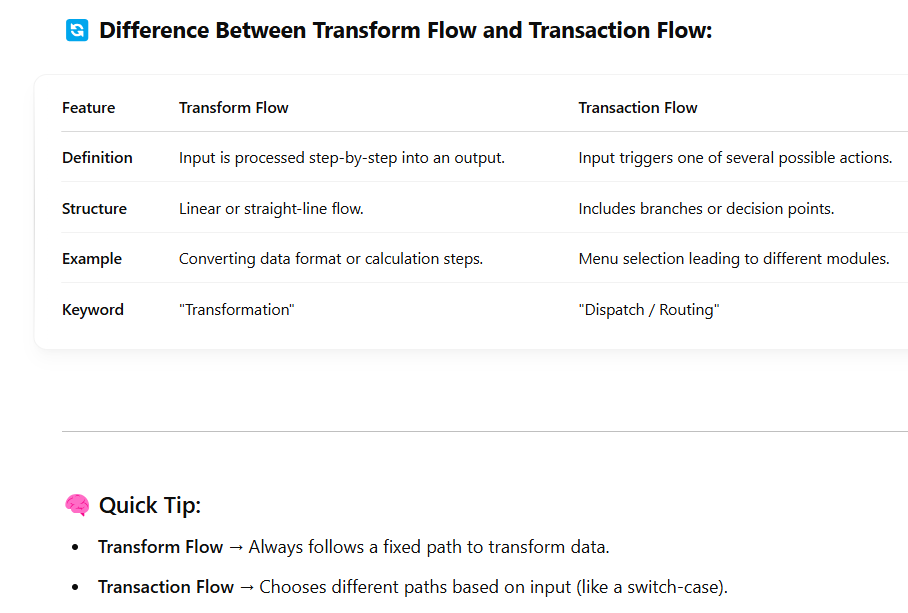 🔄 Difference Between Transform Flow and Transaction Flow:
Feature Transform Flow Transaction Flow
Definition Input is processed step-by-step into an output. Input triggers one of several possible actions.
Structure Linear or straight-line flow. Includes branches or decision points.
Example Converting data format or calculation steps. Menu selection leading to different modules.
Keyword "Transformation" "Dispatch / Routing"
🧠 Quick Tip:
• Transform Flow → Always follows a fixed path to transform data.
• Transaction Flow → Chooses different paths based on input (like a switch-case).